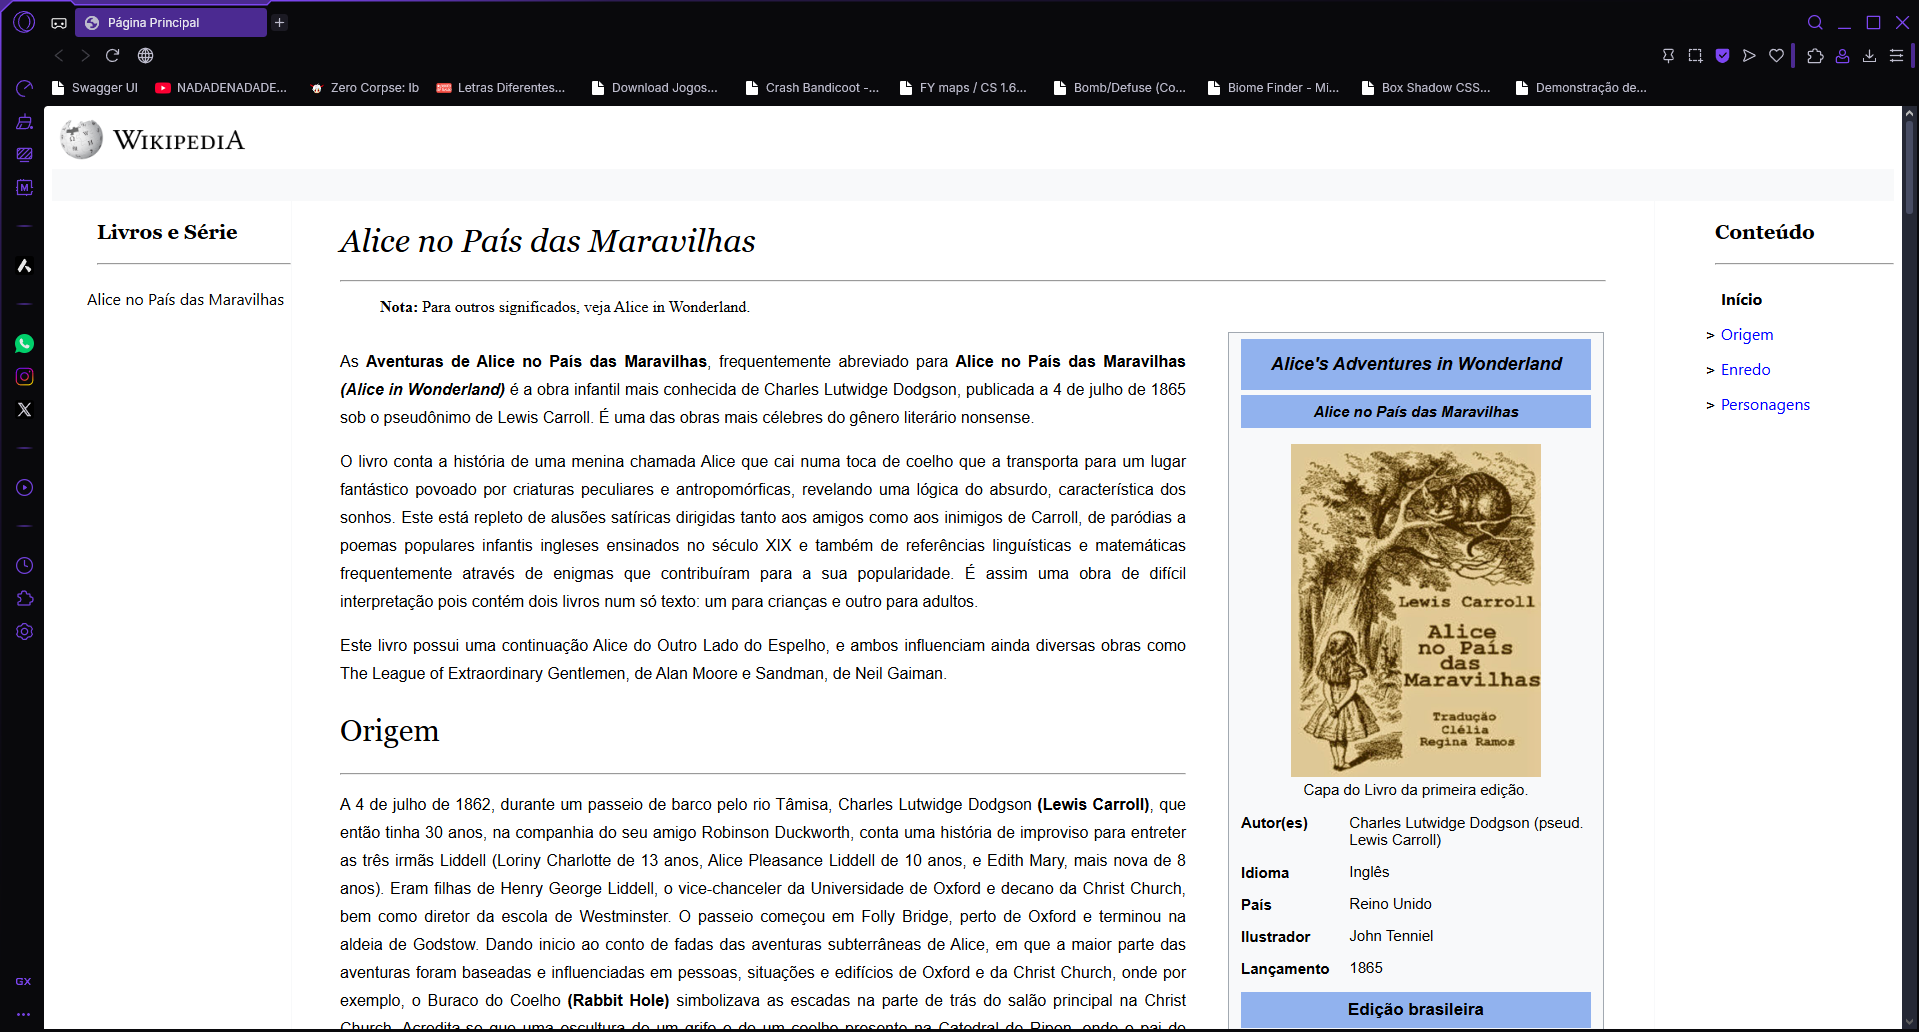 Página Principal
Swagger UI
NADADENADADE...
Zero Corpse: Ib
Letras Diferentes...
Download Jogos...
Crash Bandicoot -...
FY maps / CS 1.6...
Bomb/Defuse (Co...
Biome Finder - Mi...
Box Shadow CSS...
Demonstração de...
WIKIPEDIA
Livros e Série
Alice no País das Maravilhas
Alice no País das Maravilhas
Nota: Para outros significados, veja Alice in Wonderland.
As Aventuras de Alice no País das Maravilhas, frequentemente abreviado para Alice no País das Maravilhas
(Alice in Wonderland) é a obra infantil mais conhecida de Charles Lutwidge Dodgson, publicada a 4 de julho de 1865
sob o pseudônimo de Lewis Carroll. É uma das obras mais célebres do gênero literário nonsense.
O livro conta a história de uma menina chamada Alice que cai numa toca de coelho que a transporta para um lugar
fantástico povoado por criaturas peculiares e antropomórficas, revelando uma lógica do absurdo, característica dos
sonhos. Este está repleto de alusões satíricas dirigidas tanto aos amigos como aos inimigos de Carroll, de paródias a
poemas populares infantis ingleses ensinados no século XIX e também de referências linguísticas e matemáticas
frequentemente através de enigmas que contribuíram para a sua popularidade. É assim uma obra de difícil
interpretação pois contém dois livros num só texto: um para crianças e outro para adultos.
Este livro possui uma continuação Alice do Outro Lado do Espelho, e ambos influenciam ainda diversas obras como
The League of Extraordinary Gentlemen, de Alan Moore e Sandman, de Neil Gaiman.
Origem
A 4 de julho de 1862, durante um passeio de barco pelo rio Tâmisa, Charles Lutwidge Dodgson (Lewis Carroll), que
então tinha 30 anos, na companhia do seu amigo Robinson Duckworth, conta uma história de improviso para entreter
as três irmãs Liddell (Loriny Charlotte de 13 anos, Alice Pleasance Liddell de 10 anos, e Edith Mary, mais nova de 8
anos). Eram filhas de Henry George Liddell, o vice-chanceler da Universidade de Oxford e decano da Christ Church,
bem como diretor da escola de Westminster. O passeio começou em Folly Bridge, perto de Oxford e terminou na
aldeia de Godstow. Dando inicio ao conto de fadas das aventuras subterrâneas de Alice, em que a maior parte das
aventuras foram baseadas e influenciadas em pessoas, situações e edifícios de Oxford e da Christ Church, onde por
exemplo, o Buraco do Coelho (Rabbit Hole) simbolizava as escadas na parte de trás do salão principal na Christ
Church. Acredita-se que uma escultura de um grifo e de um coelho presente na Catedral de Ripon, onde o pai de
Alice's Adventures in Wonderland
Alice no País das Maravilhas
Lewis Carroll
Alice
no País
das
Maravilhas
Tradução
Clélia
Regina Ramos
Capa do Livro da primeira edição.
Autor(es) Charles Lutwidge Dodgson (pseud.
Lewis Carroll)
Idioma Inglês
País Reino Unido
Ilustrador John Tenniel
Lançamento 1865
Edição brasileira
Conteúdo
Início
> Origem
> Enredo
> Personagens
GX